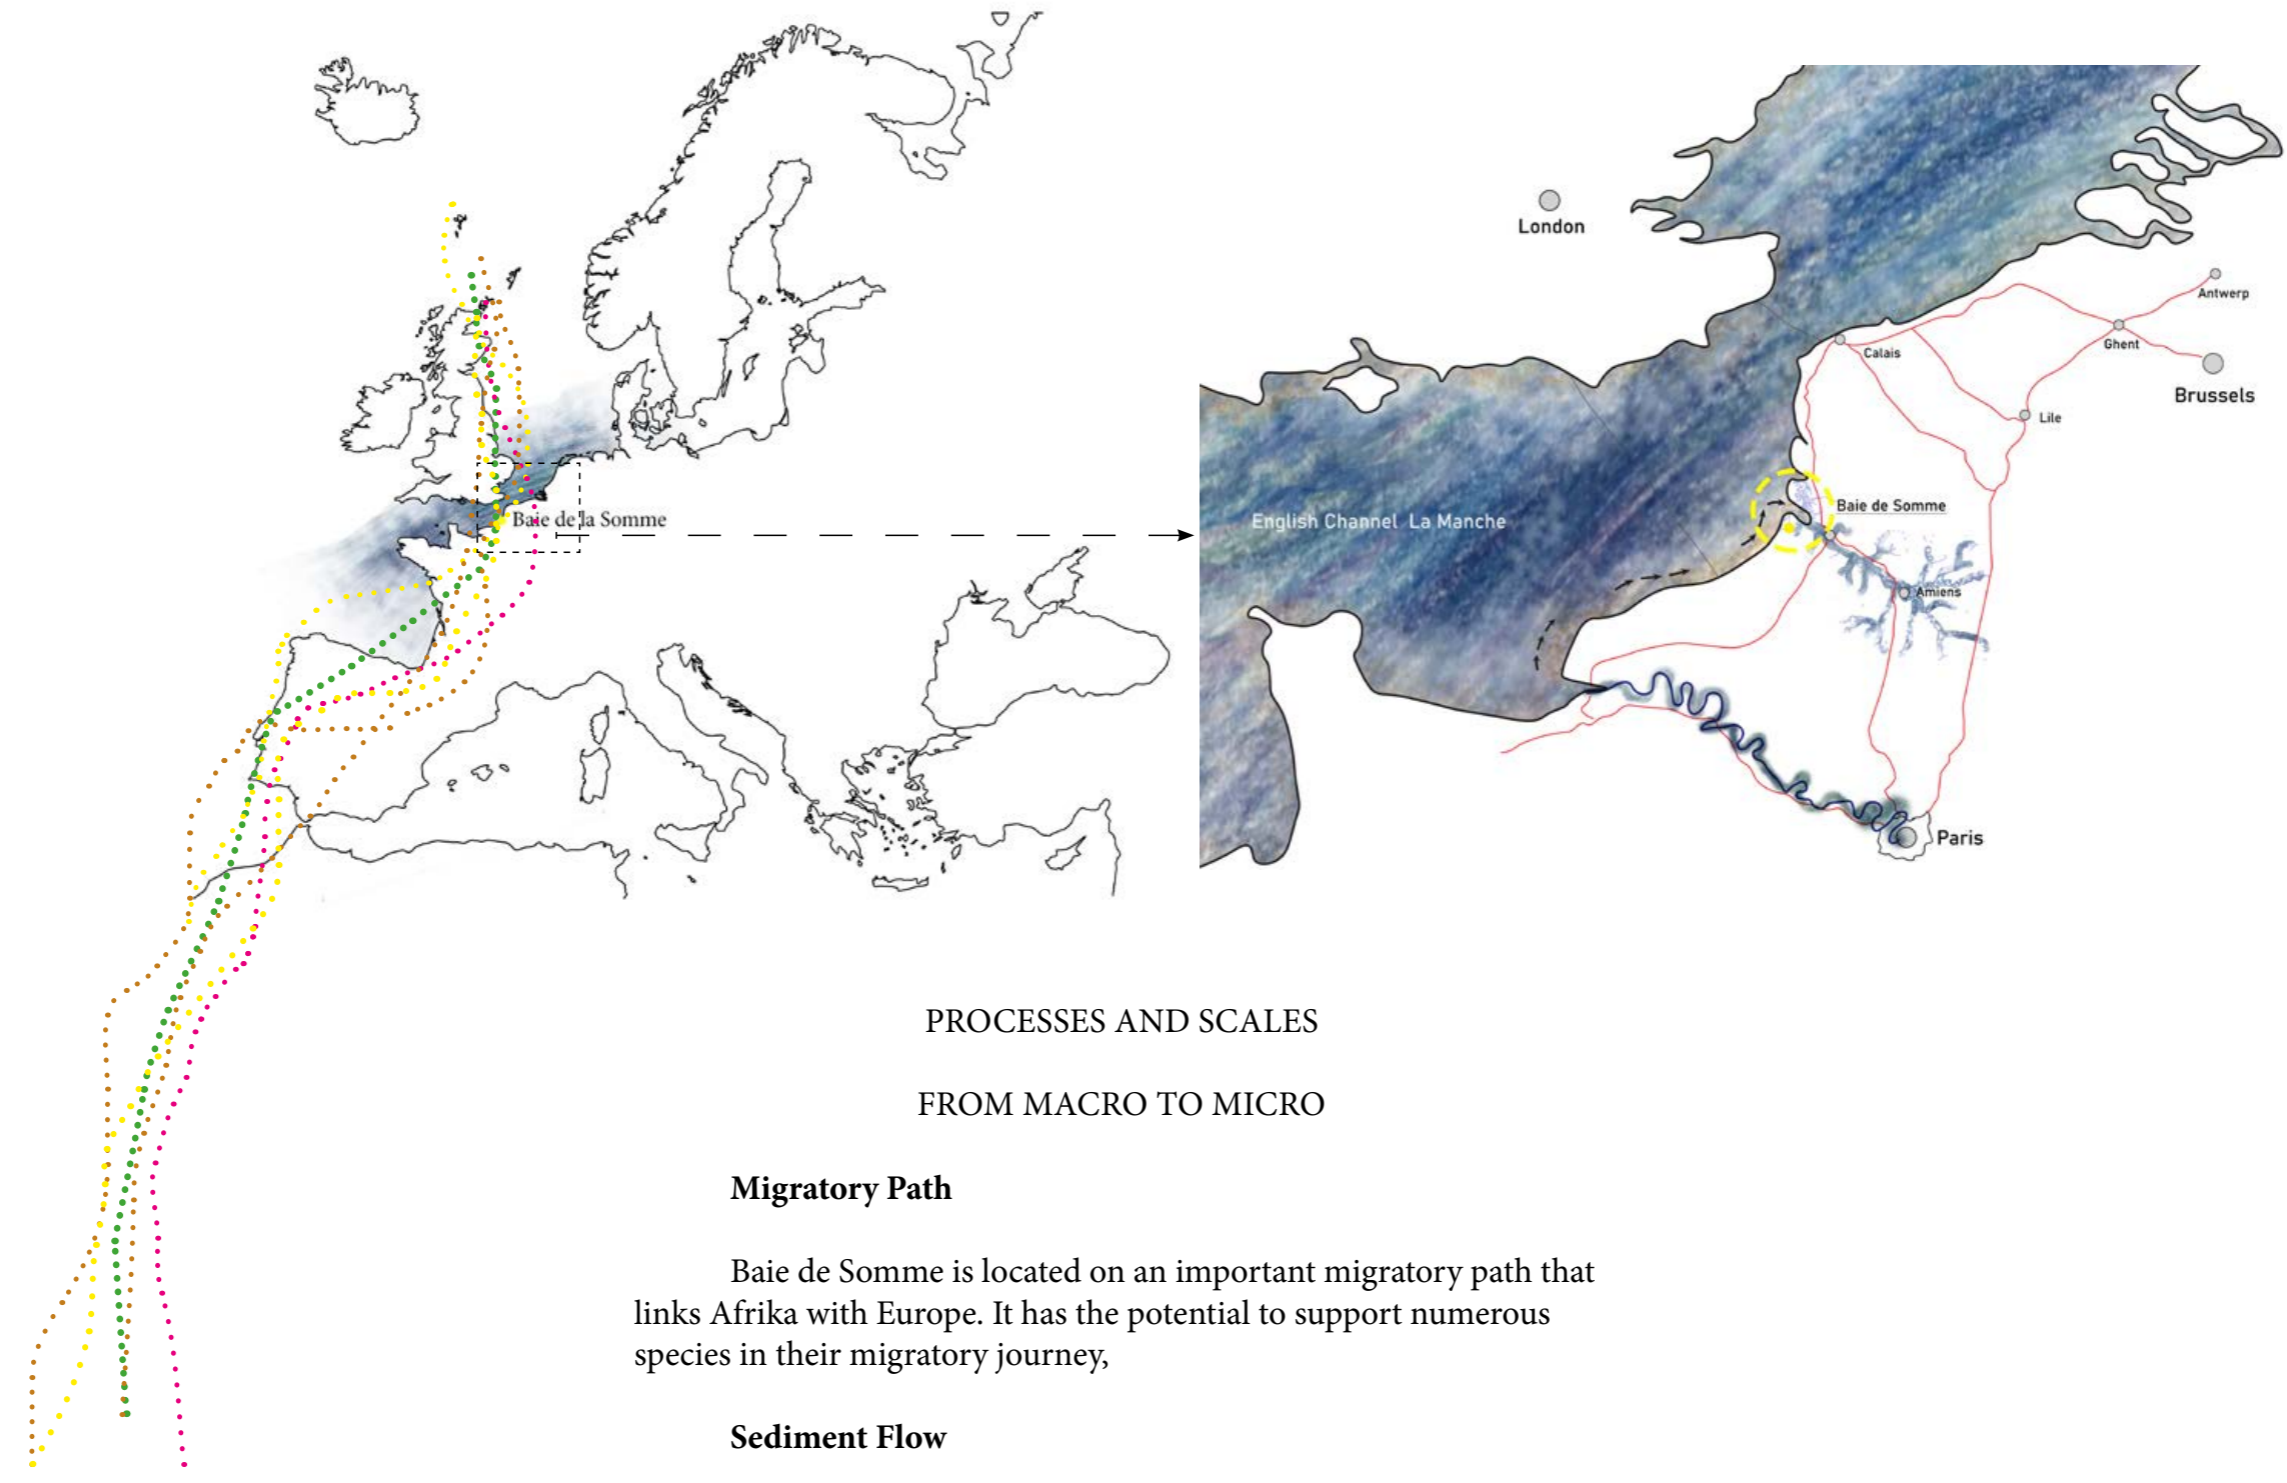 Baie de la Somme
London
Antwerp
Ghent
Calais
Brussels
Lile
Baie de Somme
English Channel La Manche
Amiens
Paris
PROCESSES AND SCALES
FROM MACRO TO MICRO
Migratory Path
Baie de Somme is located on an important migratory path that
links Afrika with Europe. It has the potential to support numerous
species in their migratory journey,
Sediment Flow